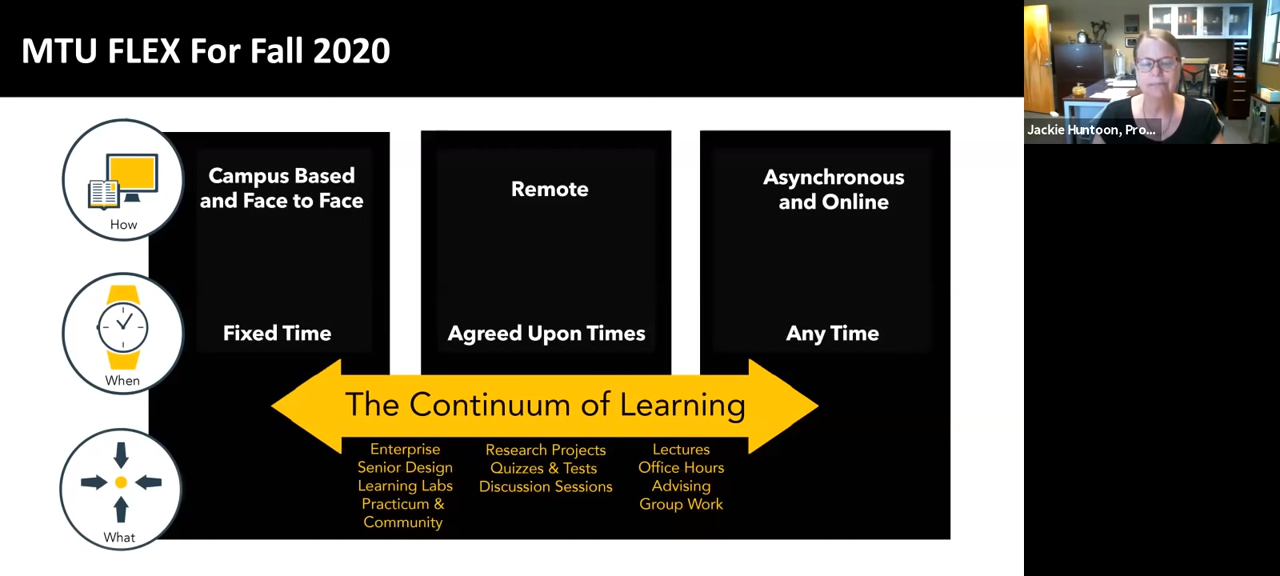 MTU FLEX For Fall 2020
Jackie Huntoon, Pro...
How
Campus Based
and Face to Face
Remote
Asynchronous
and Online
When
Fixed Time
Agreed Upon Times
Any Time
The Continuum of Learning
What
Enterprise
Senior Design
Learning Labs
Practicum &
Community
Research Projects
Quizzes & Tests
Discussion Sessions
Lectures
Office Hours
Advising
Group Work